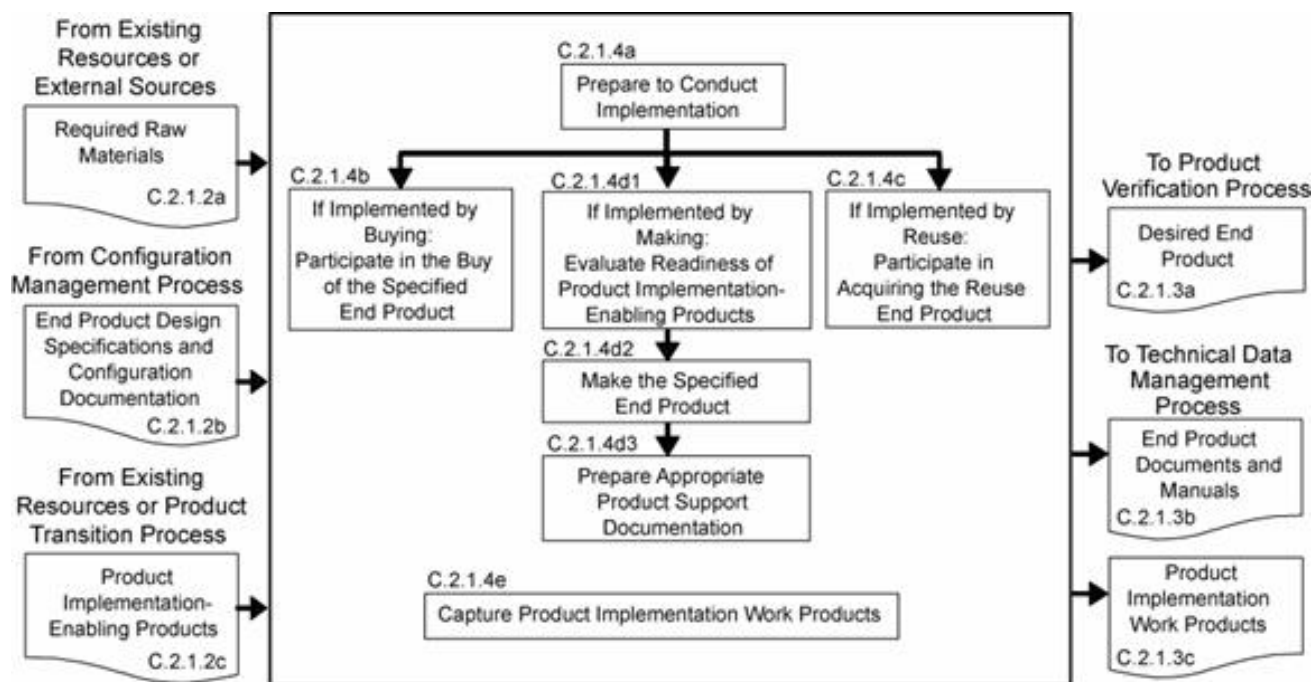 From Existing
Resources or
External Sources
Required Raw
Materials
C.2.1.2a
From Configuration
Management Process
End Product Design
Specifications and
Configuration
Documentation
C.2.1.2b
From Existing
Resources or Product
Transition Process
Product
Implementation-
Enabling Products
C.2.1.2c
C.2.1.4a
Prepare to Conduct
Implementation
C.2.1.4b
If Implemented by
Buying:
Participate in the Buy
of the Specified
End Product
C.2.1.4d1
If Implemented by
Making:
Evaluate Readiness of
Product Implementation-
Enabling Products
C.2.1.4c
If Implemented by
Reuse:
Participate in
Acquiring the Reuse
End Product
C.2.1.4d2
Make the Specified
End Product
C.2.1.4d3
Prepare Appropriate
Product Support
Documentation
C.2.1.4e
Capture Product Implementation Work Products
To Product
Verification Process
Desired End
Product
C.2.1.3a
To Technical Data
Management
Process
End Product
Documents and
Manuals
C.2.1.3b
Product
Implementation
Work Products
C.2.1.3c